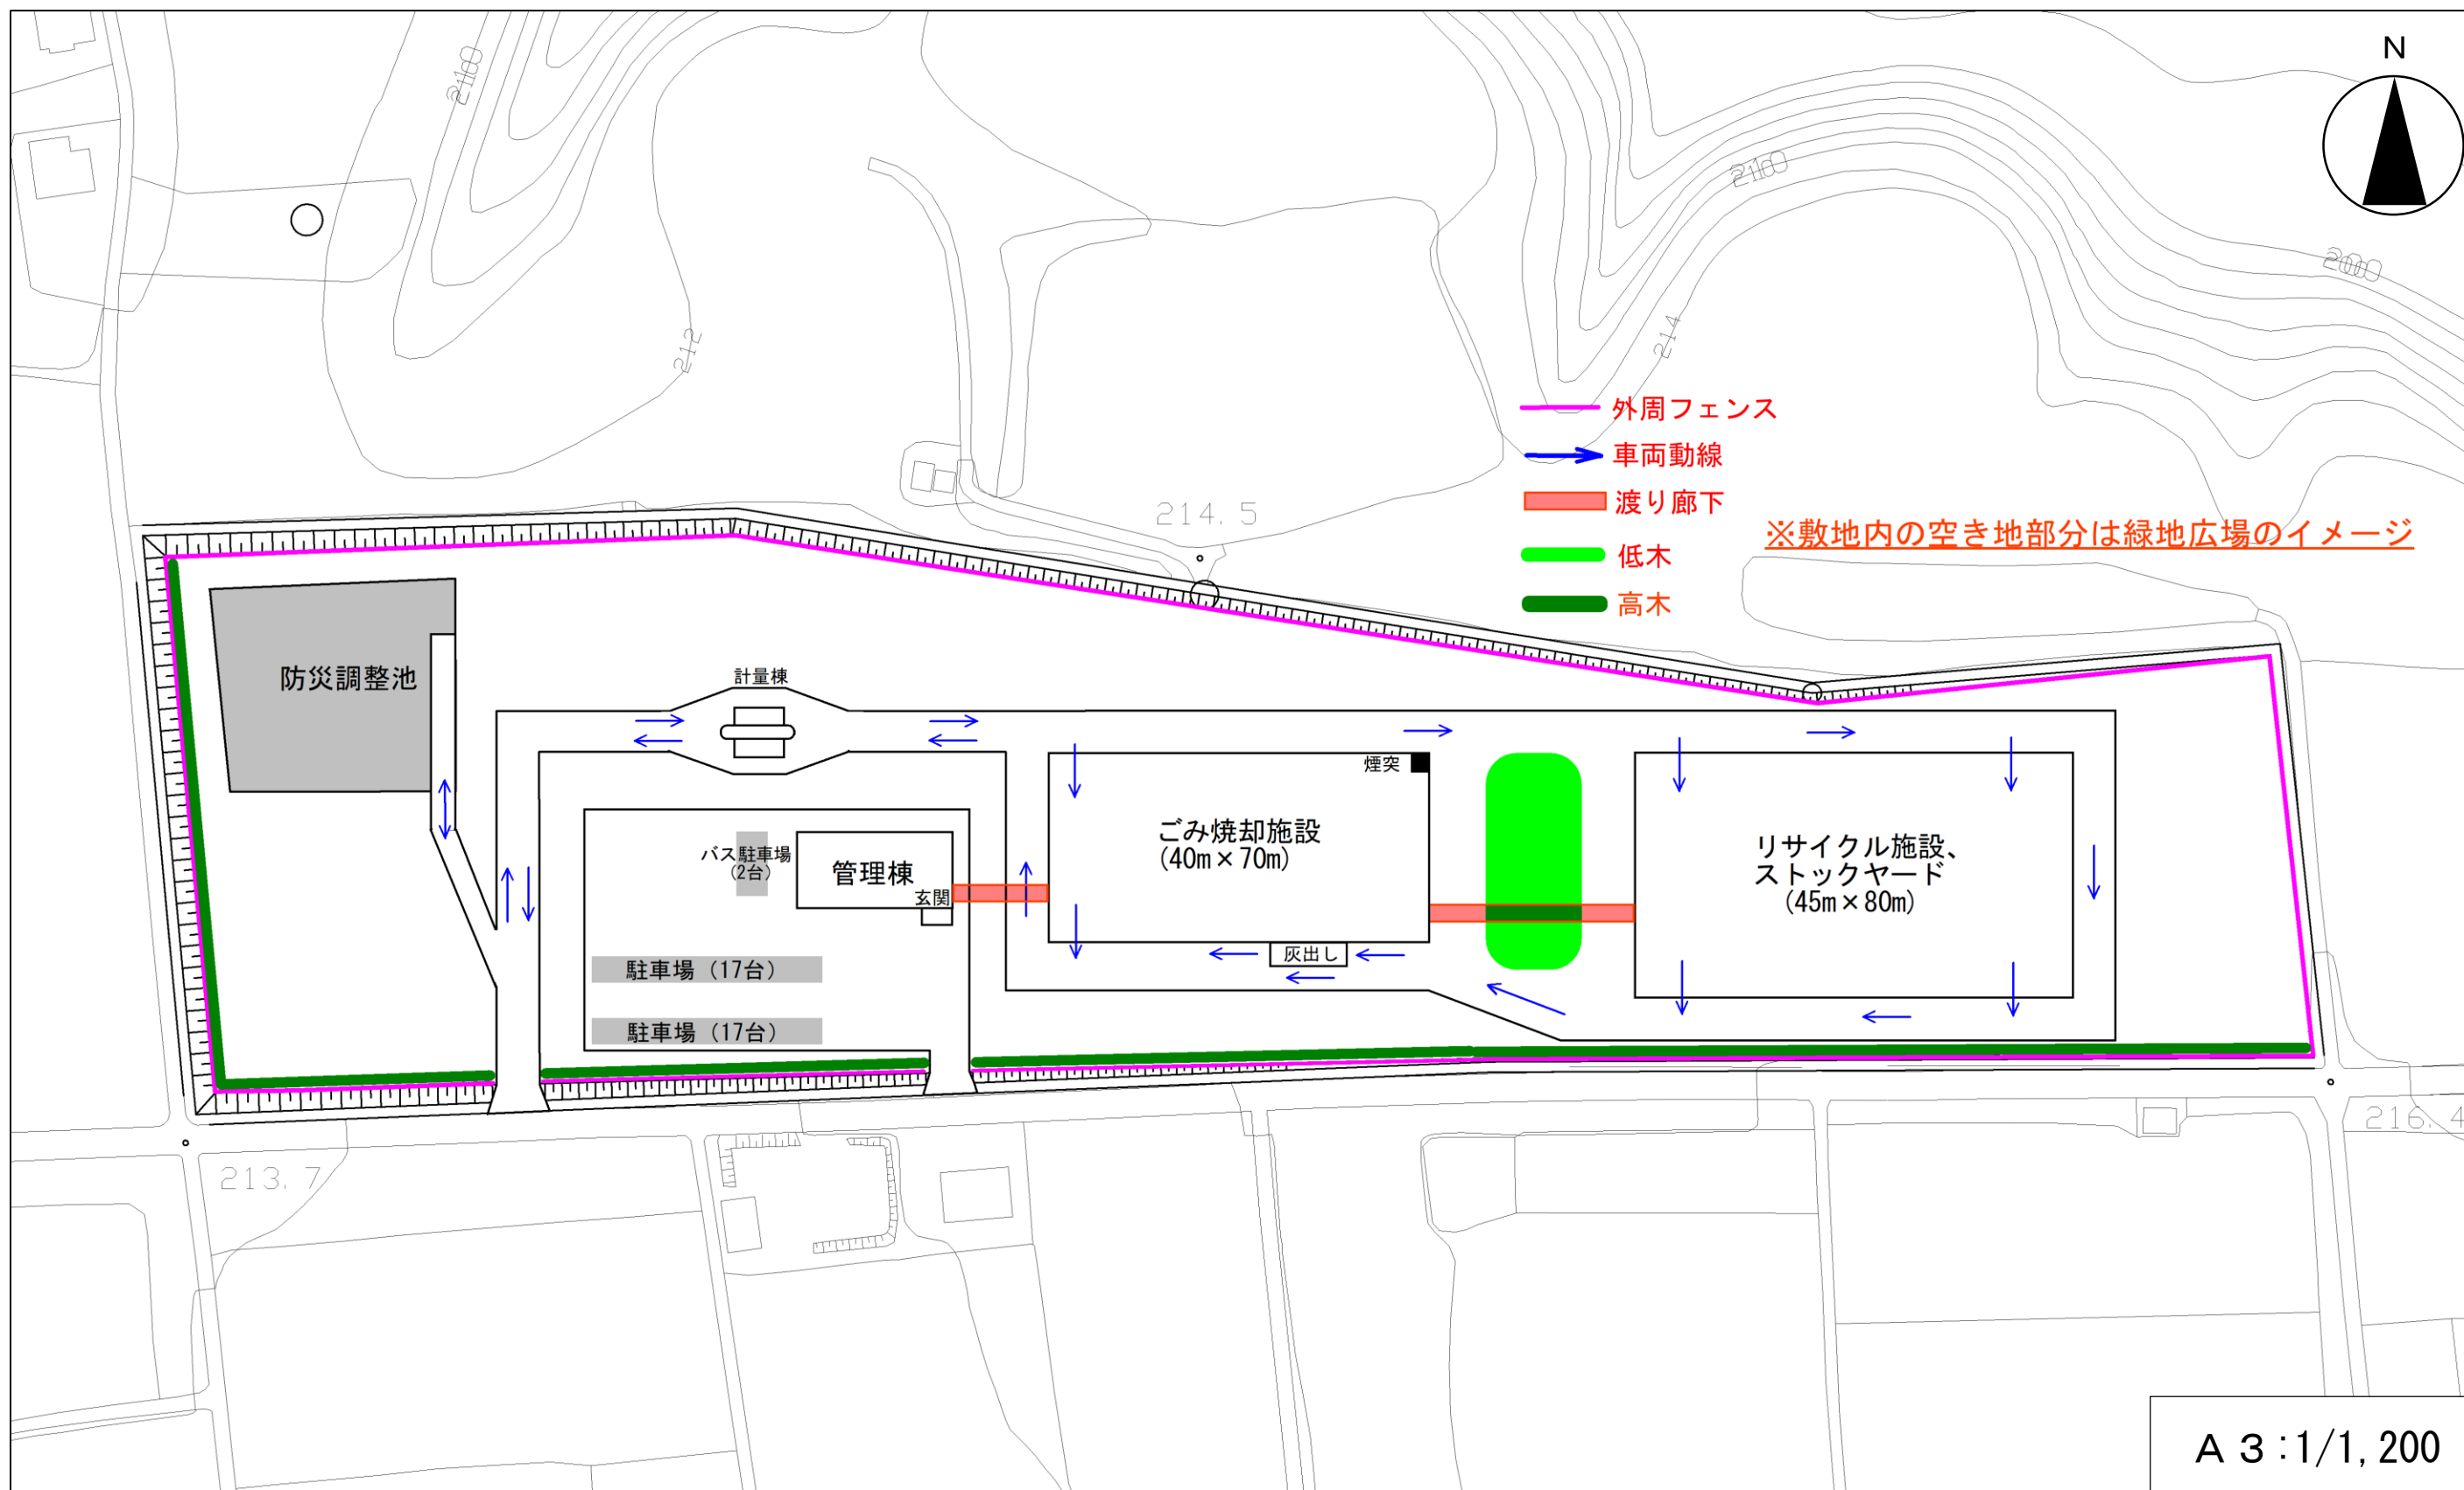 N
210
210
200
212
214
外周フェンス
車両動線
渡り廊下
低木
高木
214.5
※敷地内の空き地部分は緑地広場のイメージ
防災調整池
計量棟
煙突
ごみ焼却施設
(40m×70m)
リサイクル施設、
ストックヤード
(45m×80m)
バス駐車場
(2台)
管理棟
玄関
灰出し
駐車場（17台）
駐車場（17台）
216.4
213.7
A3:1/1,200